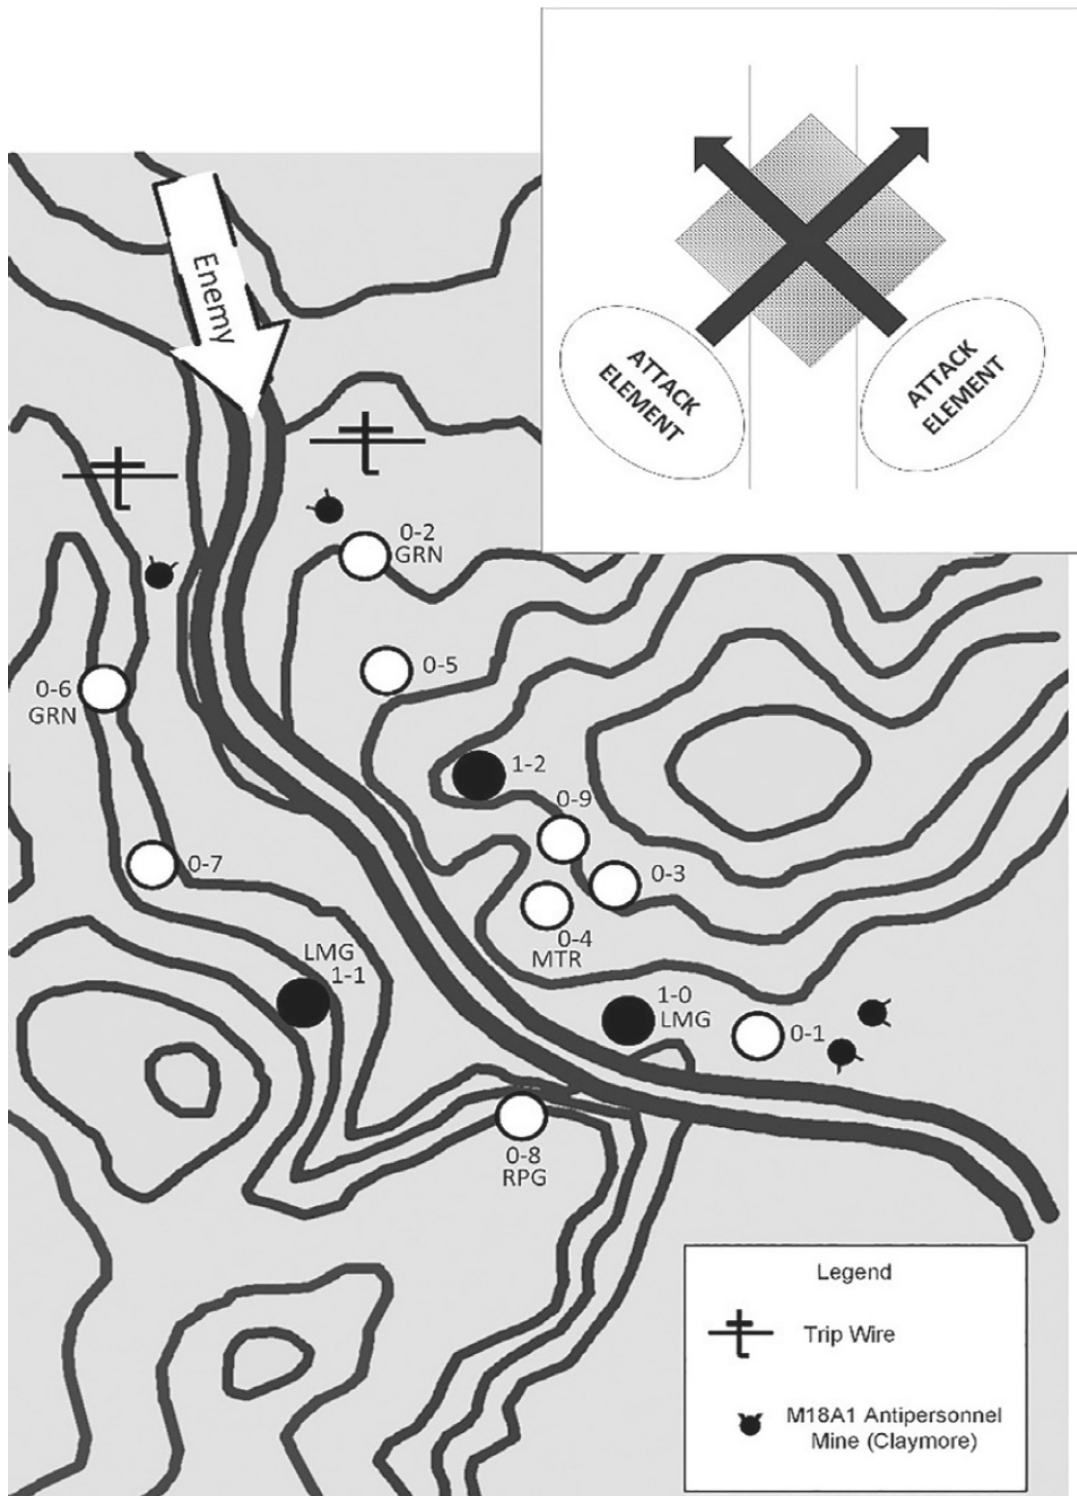 ATTACK
ELEMENT
ATTACK
ELEMENT
Enemy
0-2
GRN
0-5
0-6
GRN
1-2
0-9
0-7
0-3
0-4
MTR
LMG
1-1
1-0
LMG
0-1
0-8
RPG
Legend
Trip Wire
M18A1 Antipersonnel
Mine (Claymore)